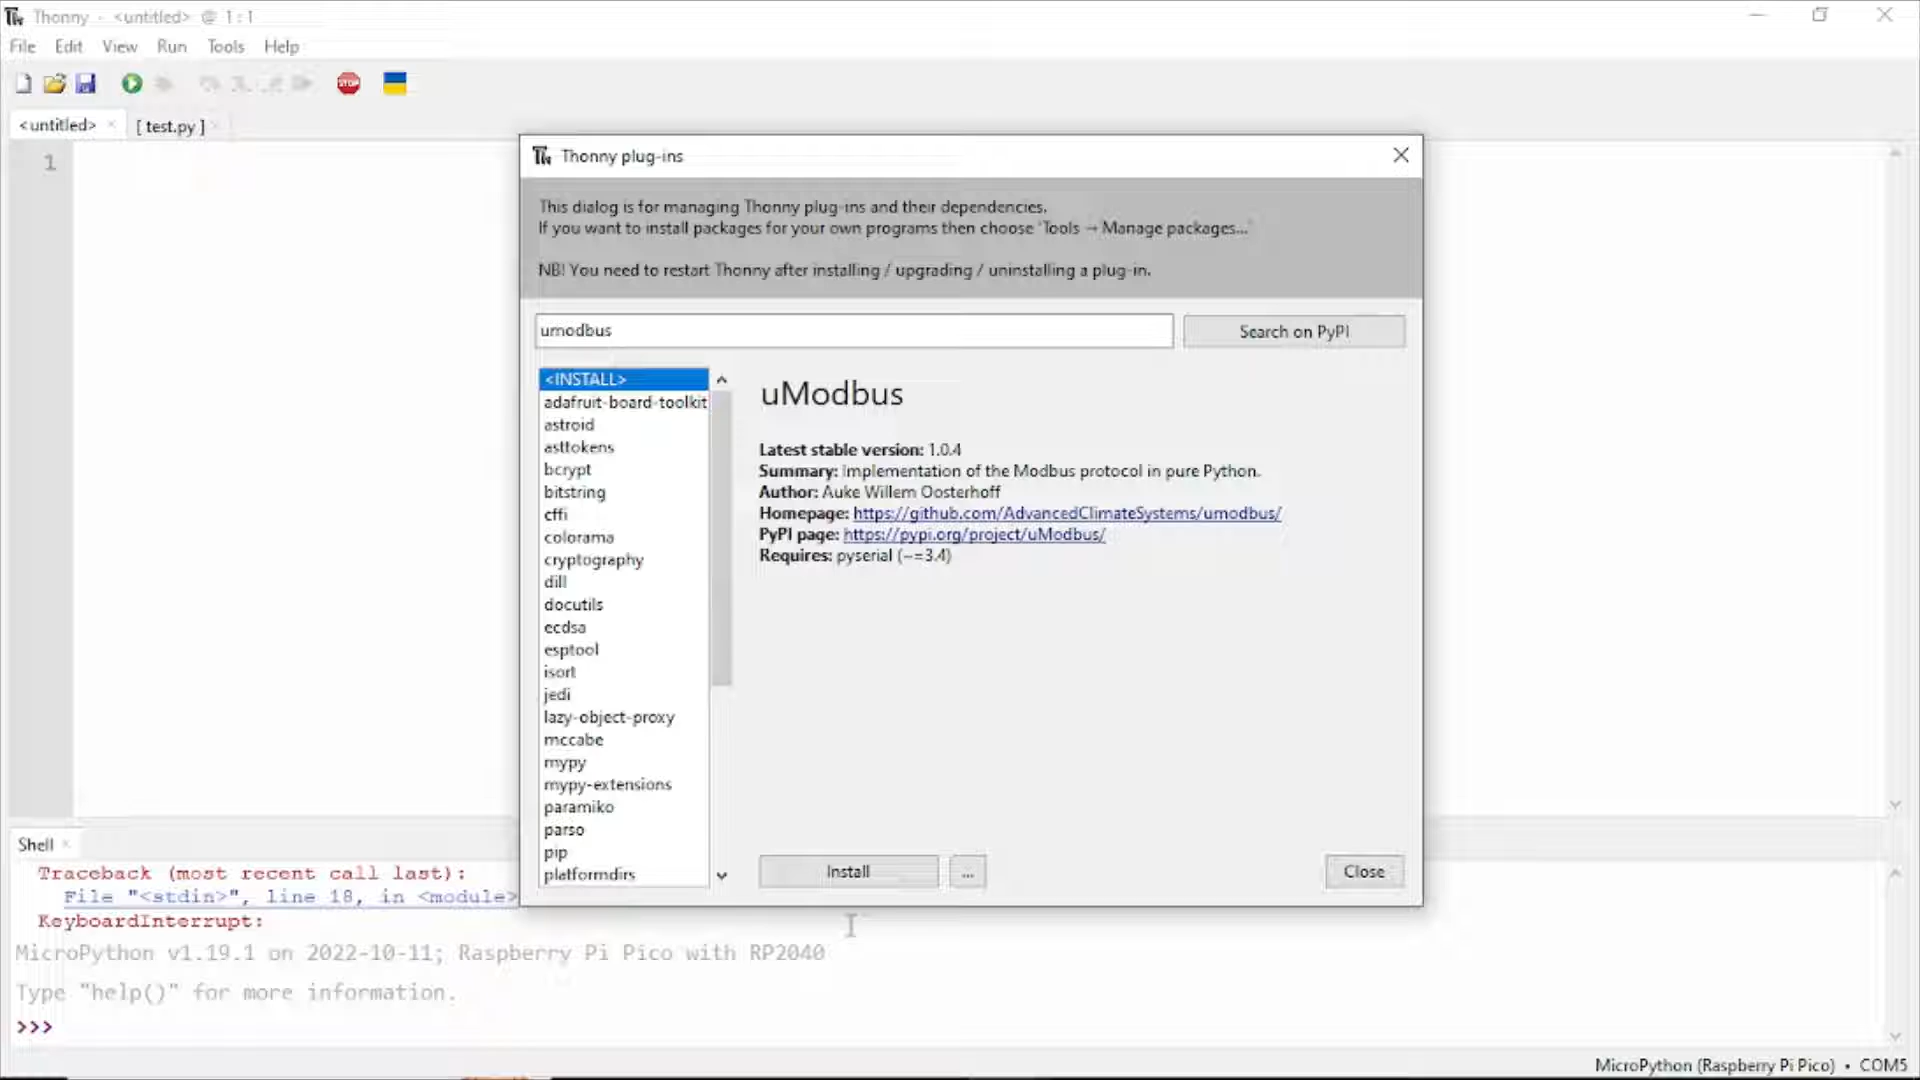 Thonny - <untitled> @ 1 : 1
File Edit View Run Tools Help
STOP
<untitled> × [ test.py ] ×
1
Thonny plug-ins
This dialog is for managing Thonny plug-ins and their dependencies.
If you want to install packages for your own programs then choose 'Tools → Manage packages...'
NB! You need to restart Thonny after installing / upgrading / uninstalling a plug-in.
umodbus
Search on PyPI
<INSTALL>
adafruit-board-toolkit
astroid
asttokens
bcrypt
bitstring
cffi
colorama
cryptography
dill
docutils
ecdsa
esptool
isort
jedi
lazy-object-proxy
mccabe
mypy
mypy-extensions
paramiko
parso
pip
platformdirs
uModbus
Latest stable version: 1.0.4
Summary: Implementation of the Modbus protocol in pure Python.
Author: Auke Willem Oosterhoff
Homepage: https://github.com/AdvancedClimateSystems/umodbus/
PyPI page: https://pypi.org/project/uModbus/
Requires: pyserial (~=3.4)
Install
...
Close
Shell ×
Traceback (most recent call last):
File "<stdin>", line 18, in <module>
KeyboardInterrupt:
MicroPython v1.19.1 on 2022-10-11; Raspberry Pi Pico with RP2040
Type "help()" for more information.
>>>
MicroPython (Raspberry Pi Pico) • COM5